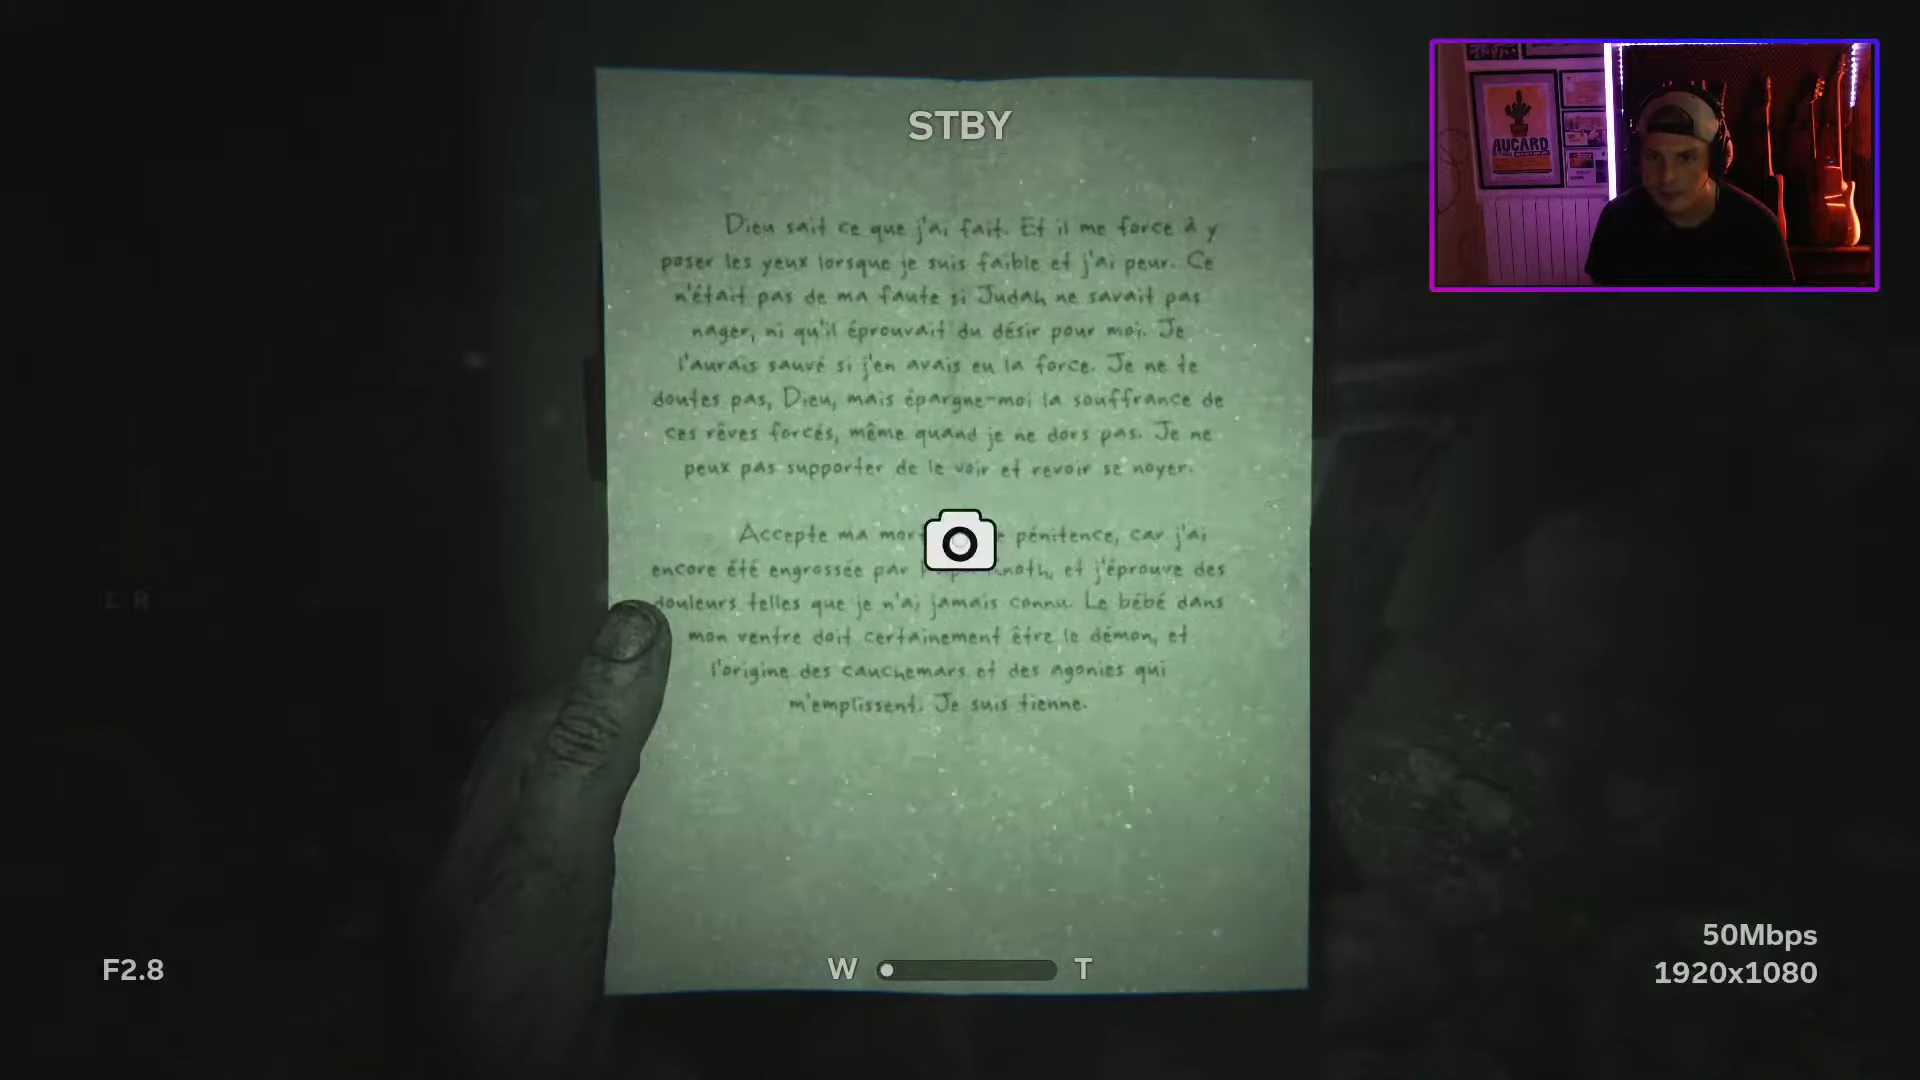 STBY
AUCARD
Dieu sait ce que j'ai fait. Et il me force à y
poser les yeux lorsque je suis faible et j'ai peur. Ce
n'était pas de ma faute si Judah ne savait pas
nager, ni qu'il éprouvait du désir pour moi. Je
l'aurais sauvé si j'en avais eu la force. Je ne te
doutes pas, Dieu, mais épargne-moi la souffrance de
ces rêves forcés, même quand je ne dors pas. Je ne
peux pas supporter de le voir et revoir se noyer.
Accepte ma pénitence, car j'ai
encore été engrossée par et j'éprouve des
douleurs telles que je n'ai jamais connu. Le bébé dans
mon ventre doit certainement être le démon, et
l'origine des cauchemars et des agonies qui
m'emplissent. Je suis tienne.
F2.8
W T
50Mbps
1920x1080